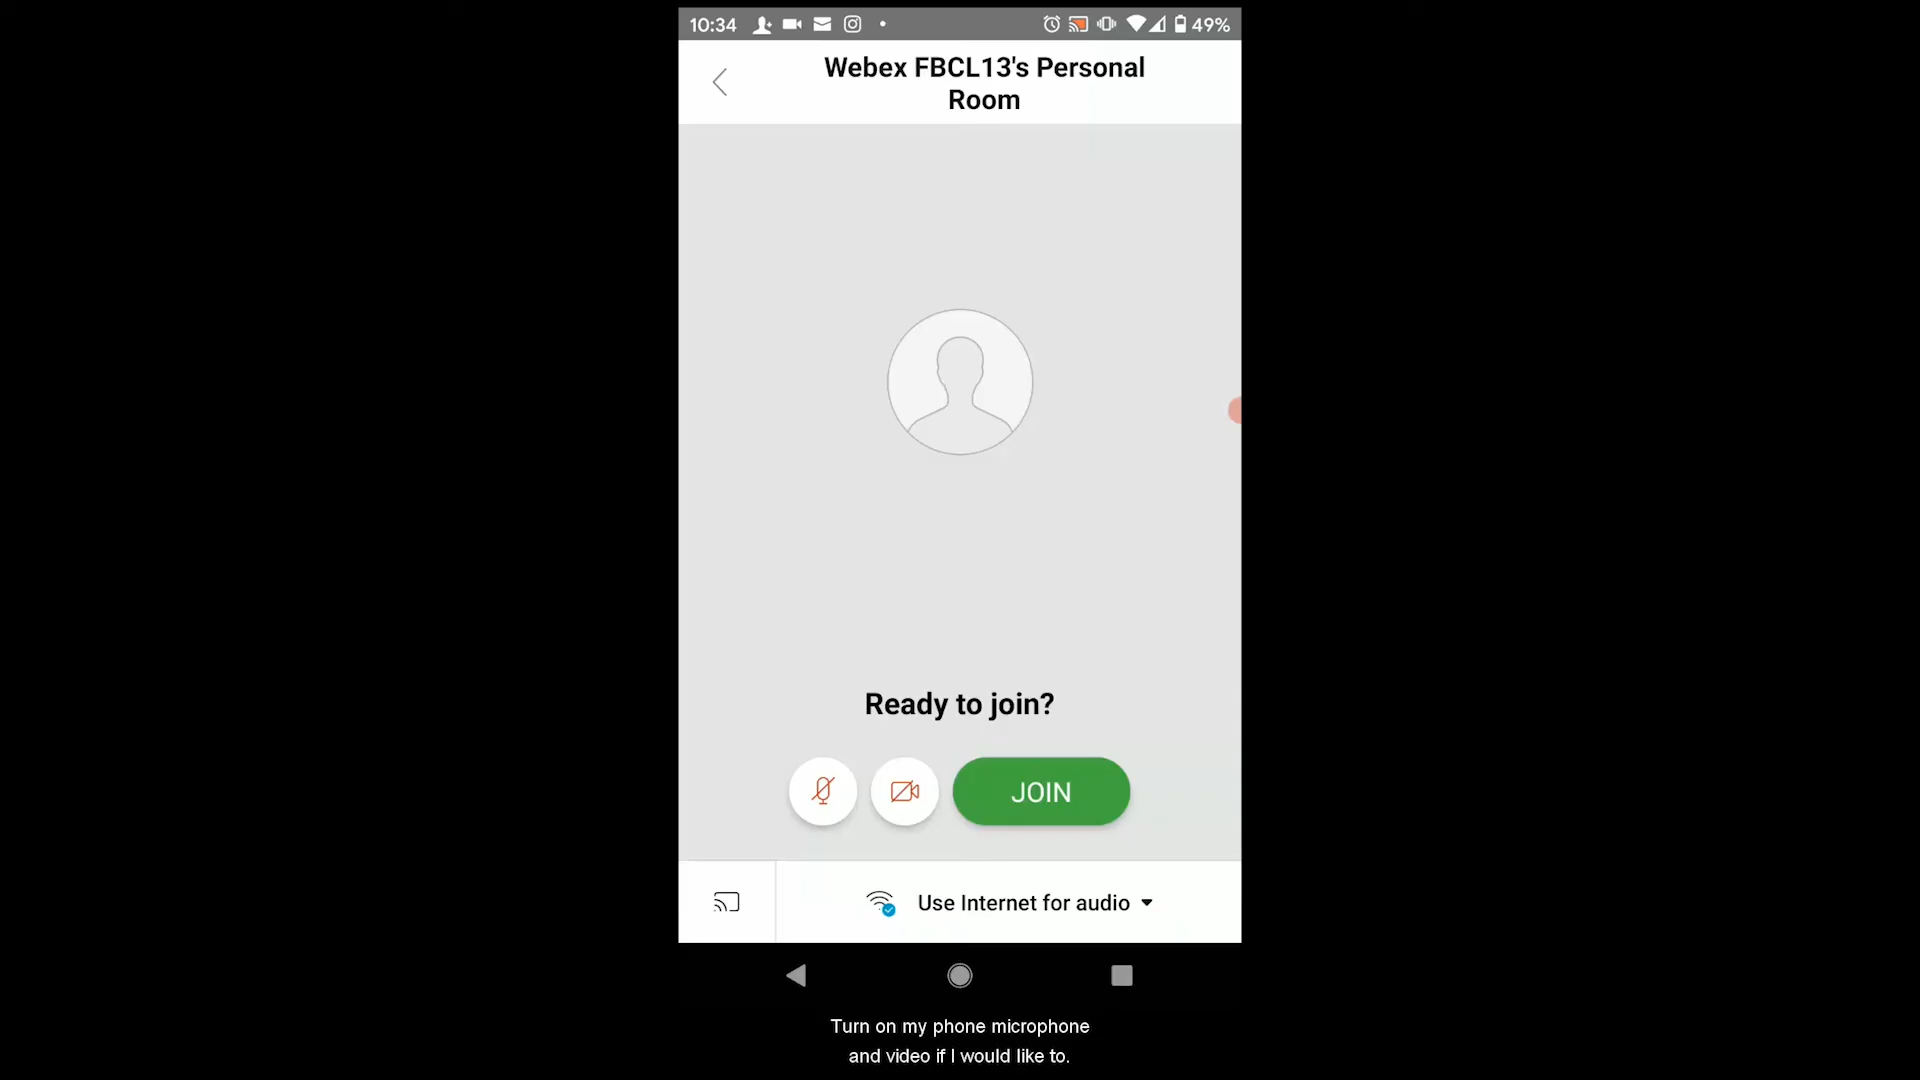 10:34 49%
Webex FBCL13's Personal
Room
Ready to join?
JOIN
Use Internet for audio
Turn on my phone microphone
and video if I would like to.